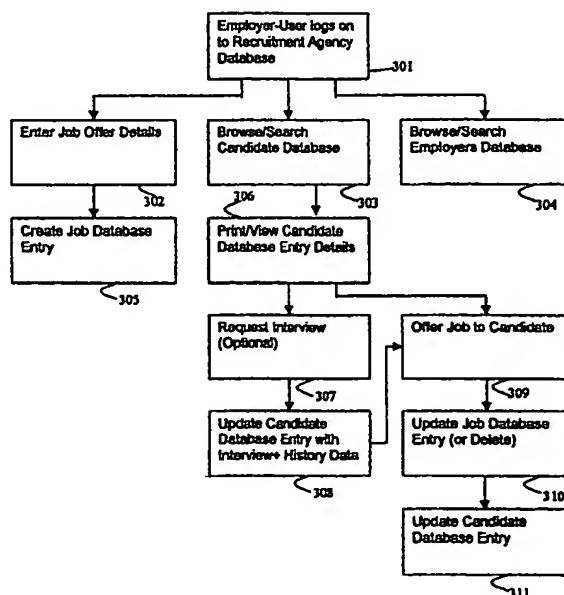 Employer-User logs on
to Recruitment Agency
Database
301
Enter Job Offer Details
302
Browse/Search
Candidate Database
303
Browse/Search
Employers Database
304
Create Job Database
Entry
305
306
Print/View Candidate
Database Entry Details
Request Interview
(Optional)
307
Offer Job to Candidate
309
Update Candidate
Database Entry with
Interview+ History Data
308
Update Job Database
Entry (or Delete)
310
Update Candidate
Database Entry
311